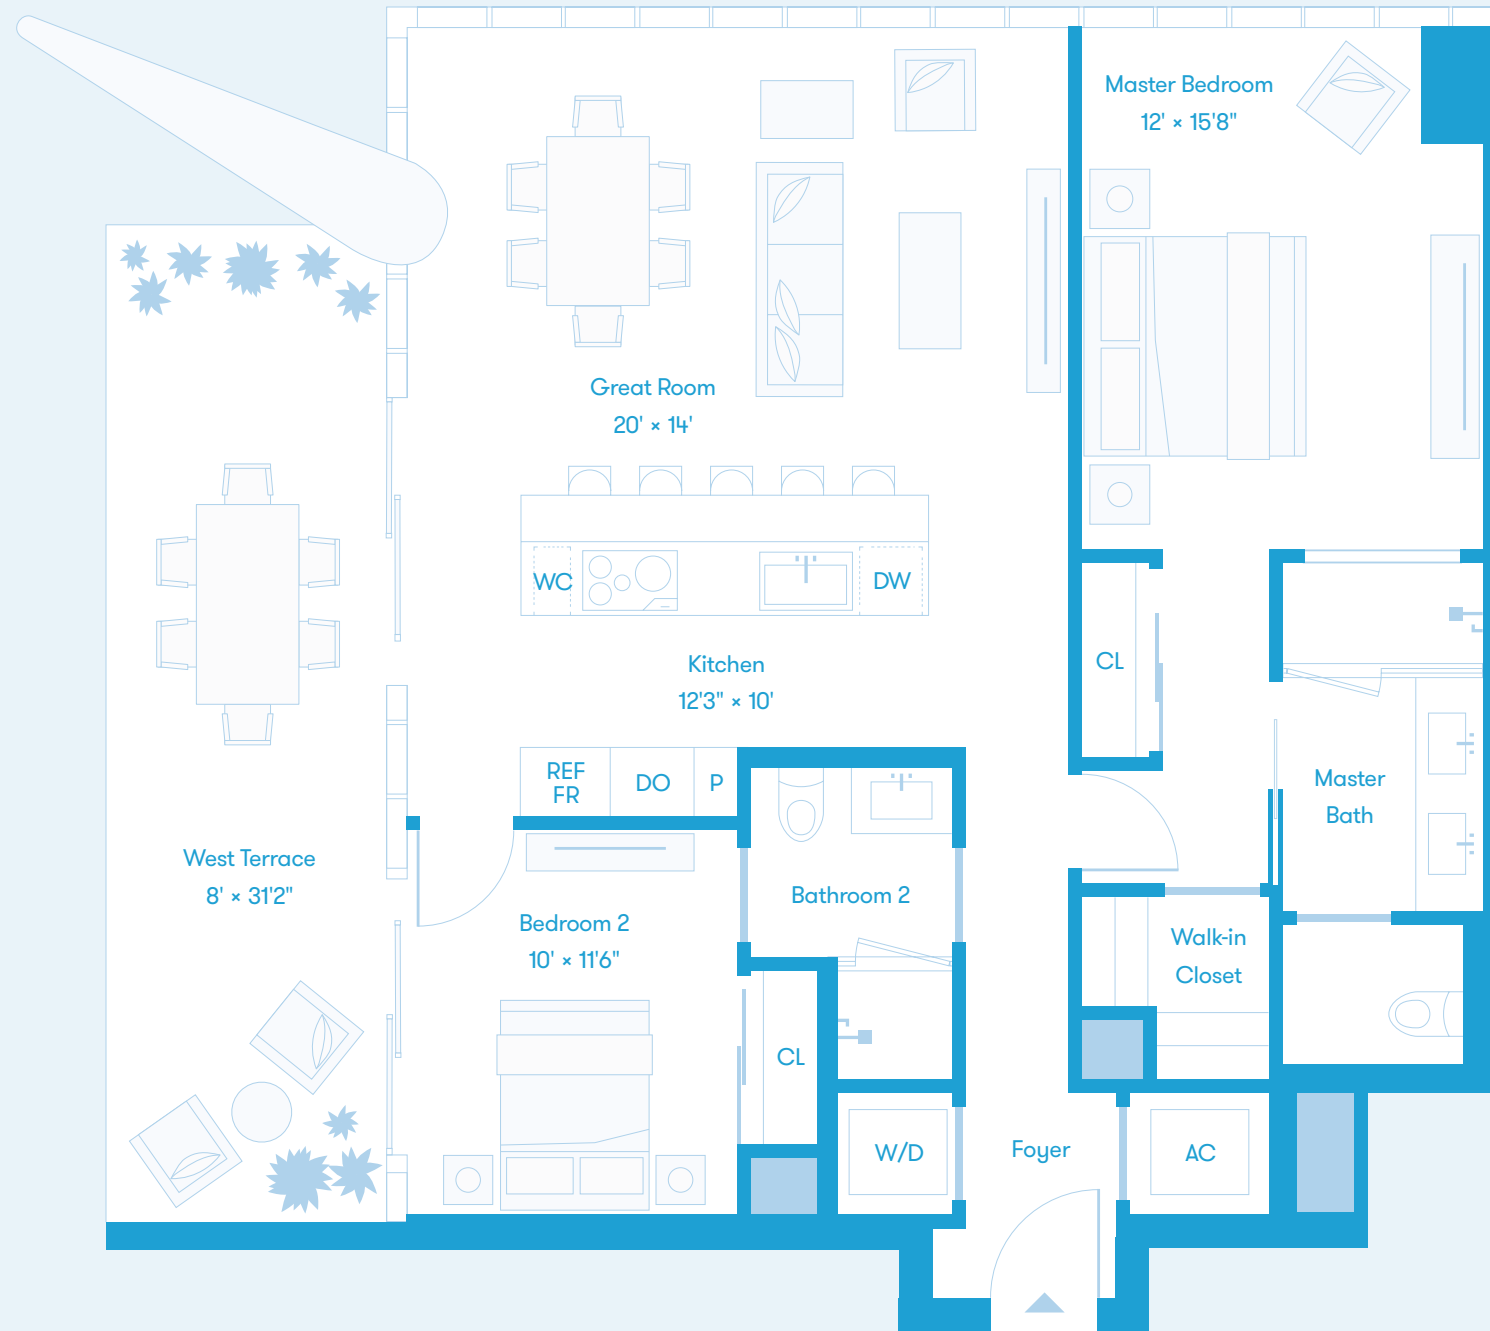 Master Bedroom
12' × 15'8"
Great Room
20' × 14'
WC
DW
Kitchen
12'3" × 10'
CL
REF
FR
DO
P
Master
Bath
West Terrace
8' × 31'2"
Bedroom 2
10' × 11'6"
Bathroom 2
Walk-in
Closet
CL
W/D
Foyer
AC